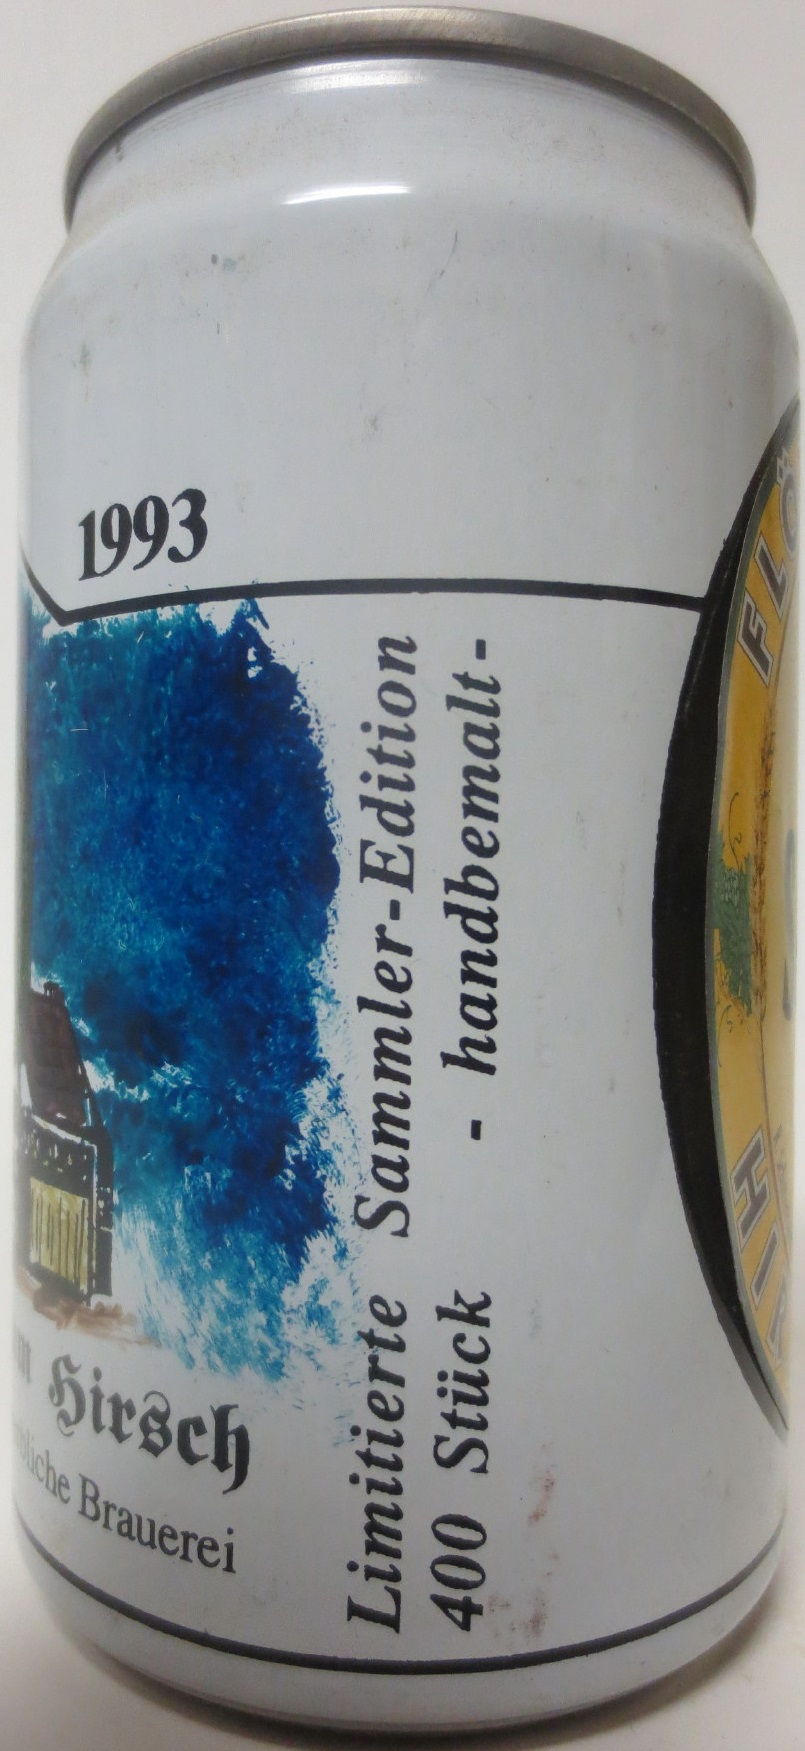 1993
Hirsch
Brauerei
Limitierte Sammler-Edition
400 Stück - handbemalt-